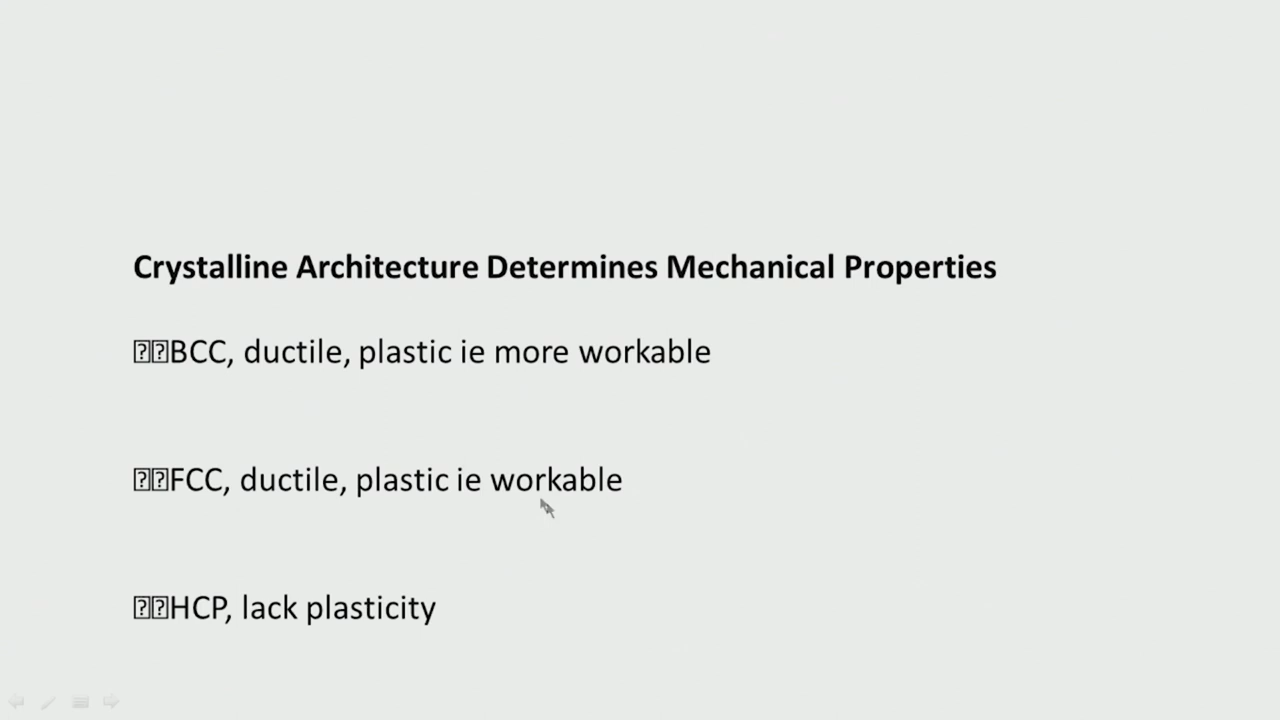 Crystalline Architecture Determines Mechanical Properties
BCC, ductile, plastic ie more workable
FCC, ductile, plastic ie workable
HCP, lack plasticity